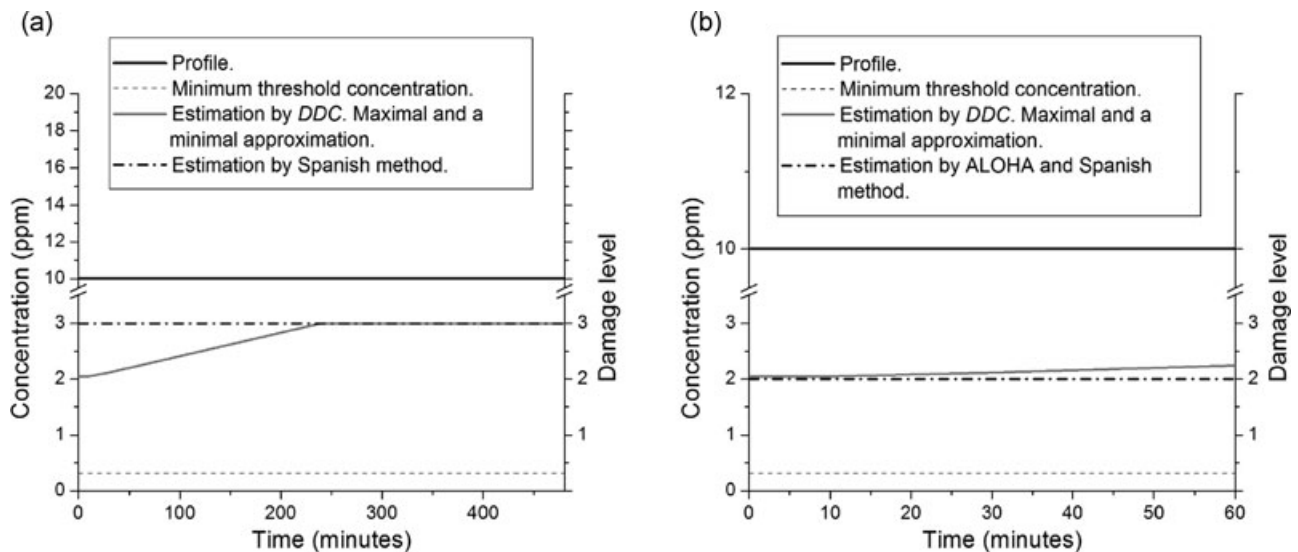 (a)
Profile.
Minimum threshold concentration.
Estimation by DDC. Maximal and a
minimal approximation.
Estimation by Spanish method.
Concentration (ppm)
20
18
16
14
12
10
3
2
1
0
Damage level
3
2
1
0 100 200 300 400
Time (minutes)
(b)
Profile.
Minimum threshold concentration.
Estimation by DDC. Maximal and a
minimal approximation.
Estimation by ALOHA and Spanish
method.
Concentration (ppm)
12
10
3
2
1
0
Damage level
3
2
1
0 10 20 30 40 50 60
Time (minutes)